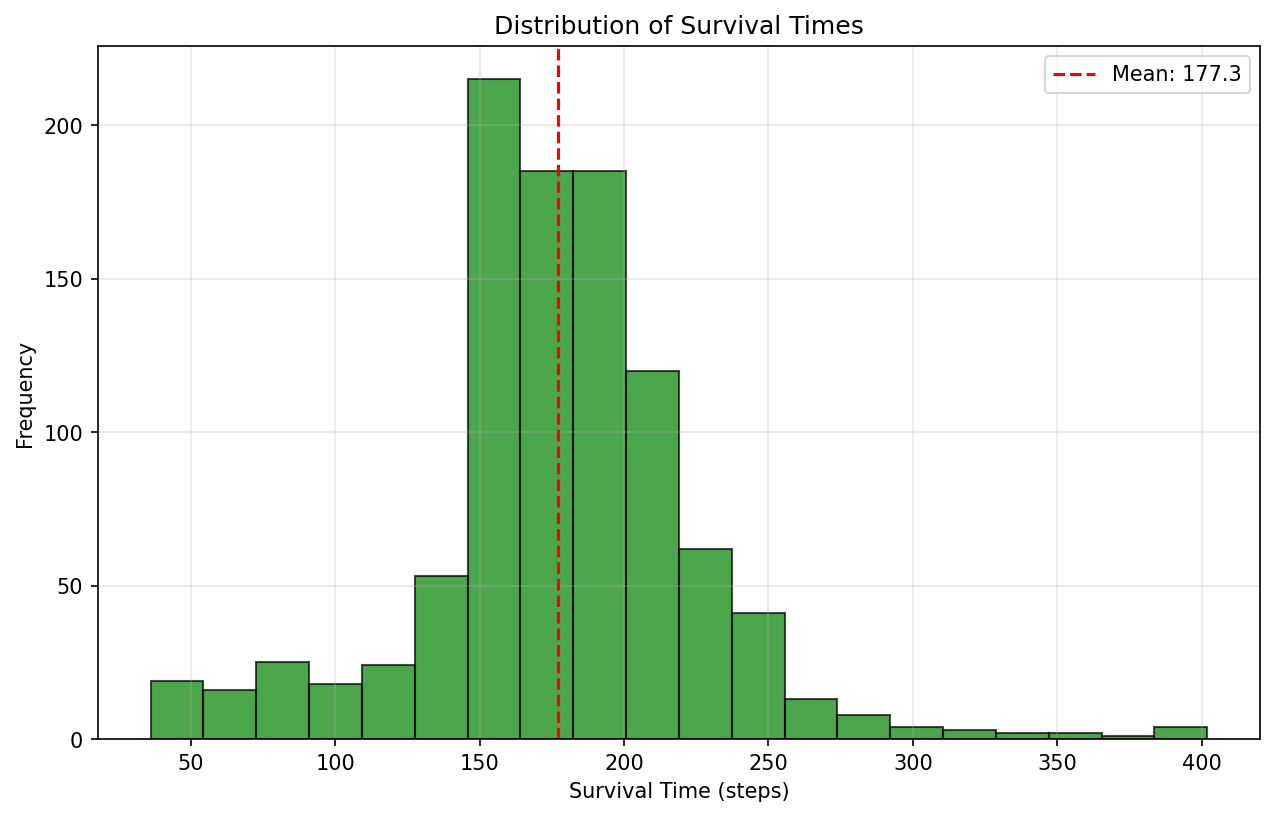 Distribution of Survival Times
Mean: 177.3
Frequency
200
150
100
50
0
50 100 150 200 250 300 350 400
Survival Time (steps)